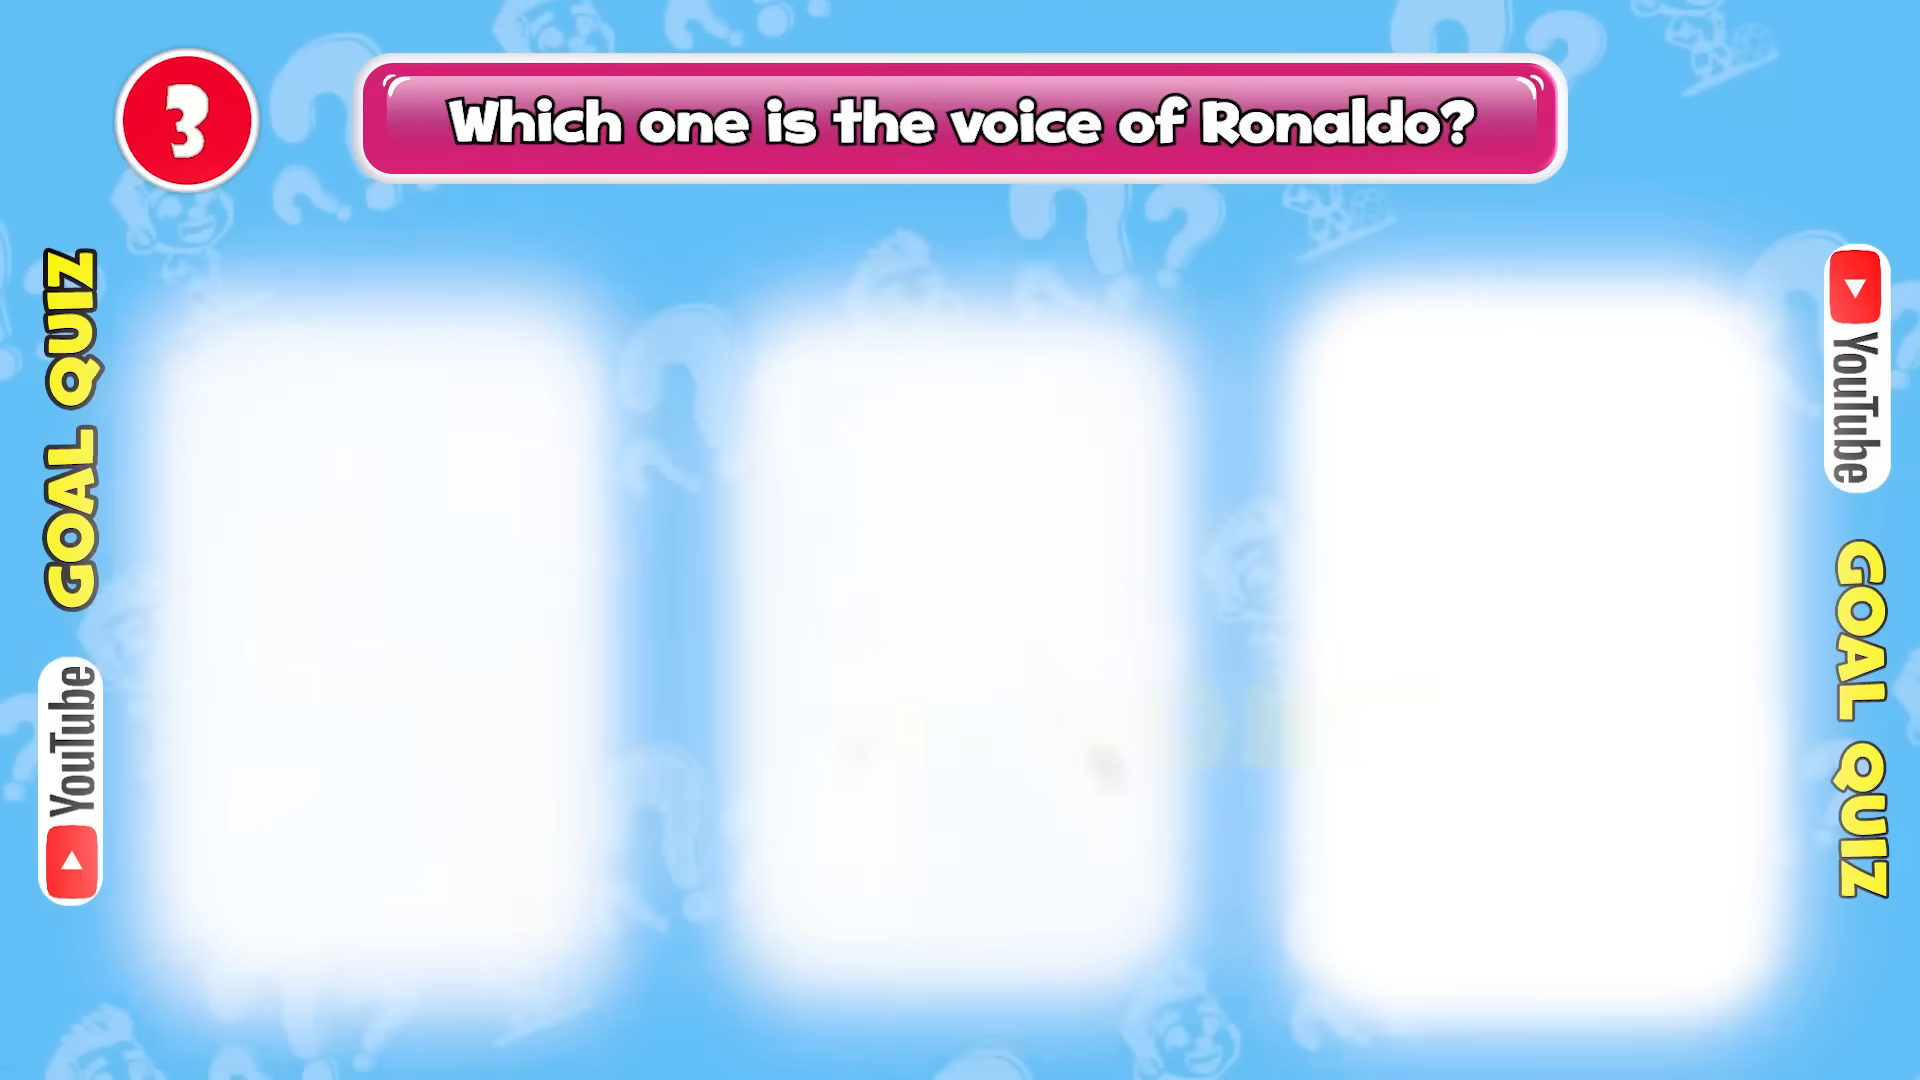 3
Which one is the voice of Ronaldo?
GOAL QUIZ
YouTube
YouTube
GOAL QUIZ